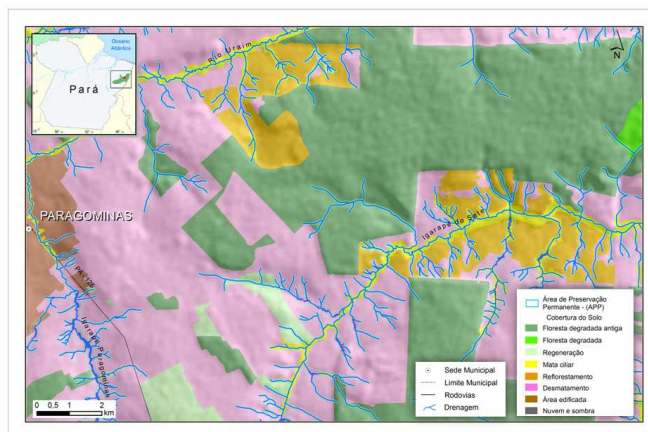 Oceano
Atlântico
Pará
Rio Uraim
N
PARAGOMINAS
Igarapé do Sete
PA-125
Igarapé Paragominas
0 0,5 1 2
km
Sede Municipal
Limite Municipal
Rodovias
Drenagem
Área de Preservação
Permanente - (APP)
Cobertura do Solo
Floresta degradada antiga
Floresta degradada
Regeneração
Mata ciliar
Reflorestamento
Desmatamento
Área edificada
Nuvem e sombra